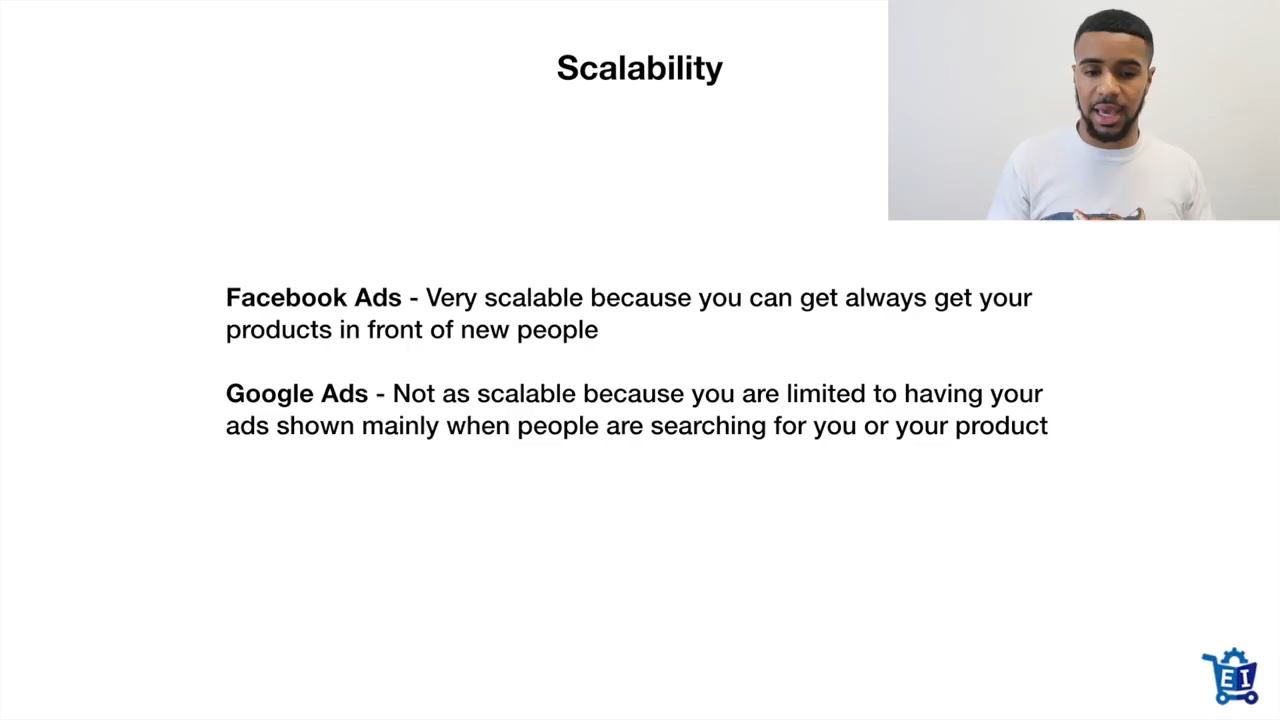 Scalability
Facebook Ads - Very scalable because you can get always get your
products in front of new people
Google Ads - Not as scalable because you are limited to having your
ads shown mainly when people are searching for you or your product
EI